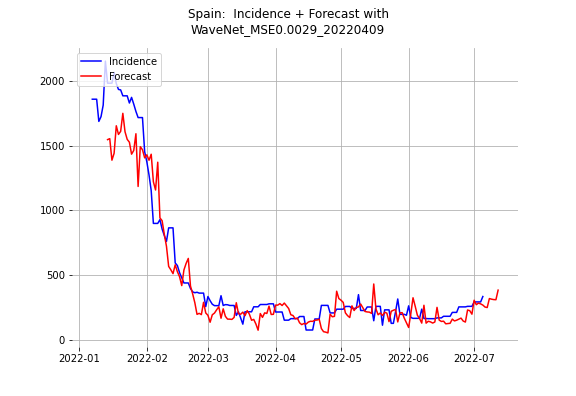 Spain:  Incidence + Forecast with
WaveNet_MSE0.0029_20220409
Incidence
Forecast
2000
1500
1000
500
0
2022-01 2022-02 2022-03 2022-04 2022-05 2022-06 2022-07